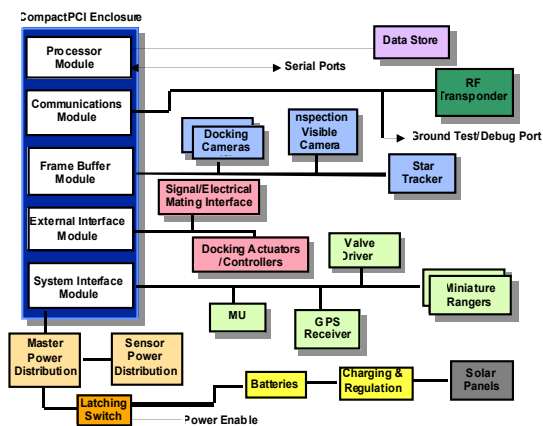 CompactPCI Enclosure
Processor
Module
Data Store
Serial Ports
Communications
Module
RF
Transponder
Ground Test/Debug Port
Docking
Cameras
nspection
Visible
Camera
Frame Buffer
Module
Star
Tracker
Signal/Electrical
Mating Interface
External Interface
Module
Docking Actuators
/Controllers
Valve
Driver
System Interface
Module
Miniature
Rangers
MU
GPS
Receiver
Master
Power
Distribution
Sensor
Power
Distribution
Batteries
Charging &
Regulation
Solar
Panels
Latching
Switch
Power Enable